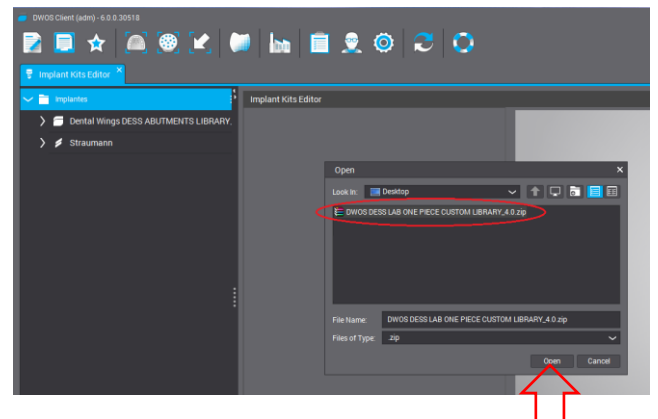 DWOS Client (adm) - 6.0.0.30518
Implant Kits Editor
Implantes
Implant Kits Editor
Dental Wings DESS ABUTMENTS LIBRARY.
Straumann
Open
Look In: Desktop
DWOS DESS LAB ONE PIECE CUSTOM LIBRARY_4.0.zip
File Name: DWOS DESS LAB ONE PIECE CUSTOM LIBRARY_4.0.zip
Files of Type: .zip
Open Cancel